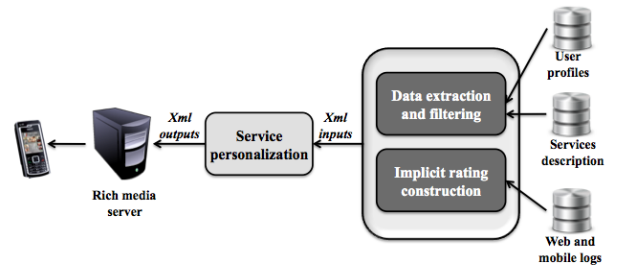 Rich media
server
Xml
outputs
Service
personalization
Xml
inputs
Data extraction
and filtering
Implicit rating
construction
User
profiles
Services
description
Web and
mobile logs